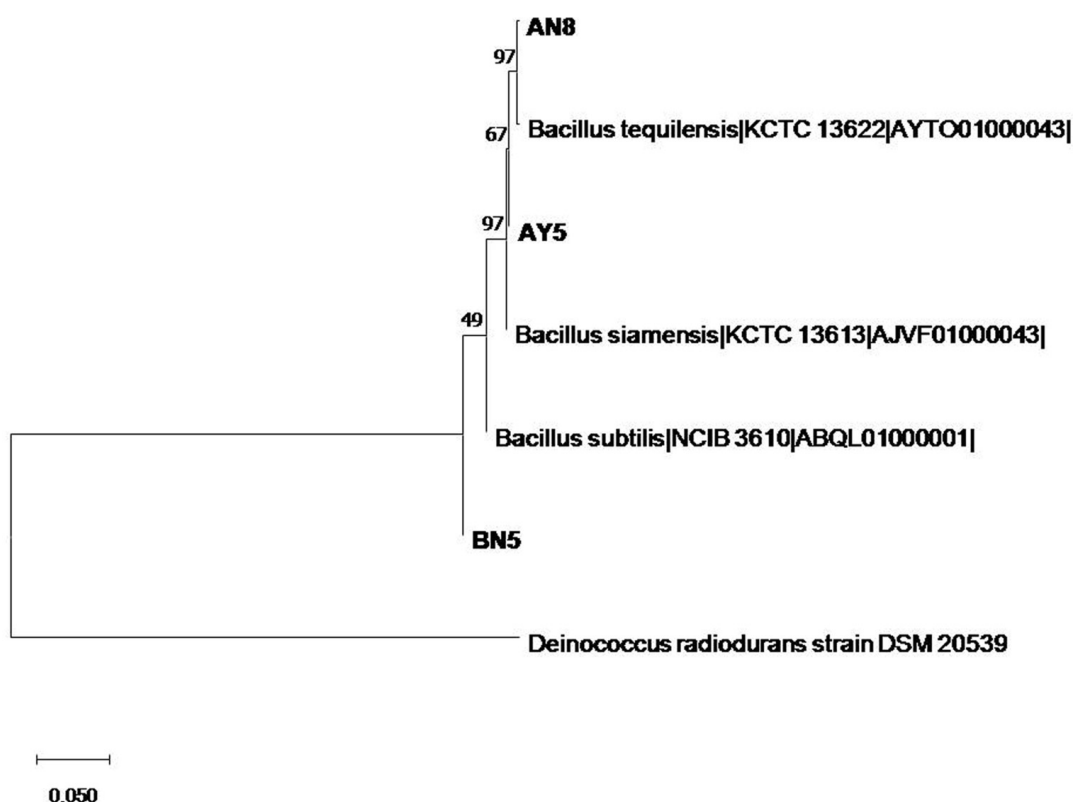 AN8
97
Bacillus tequilensis|KCTC 13622|AYTO01000043|
67
97
AY5
49
Bacillus siamensis|KCTC 13613|AJVF01000043|
Bacillus subtilis|NCIB 3610|ABQL01000001|
BN5
Deinococcus radiodurans strain DSM 20539
0.050